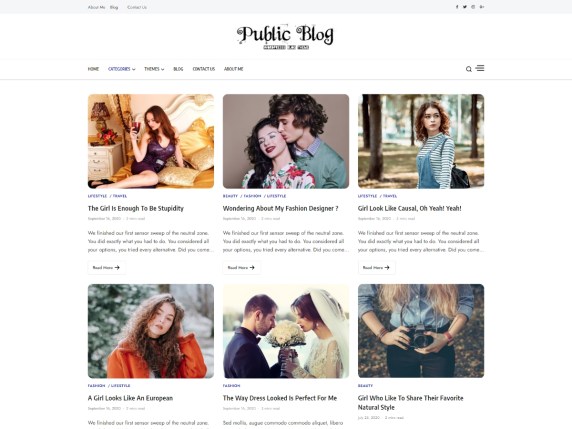 About Me Blog Contact Us
Public Blog
HOME CATEGORIES THEMES BLOG CONTACT US ABOUT ME
LIFESTYLE / TRAVEL
The Girl Is Enough To Be Stupidity
September 16, 2020 2 min read
We finished our first sensor sweep of the neutral zone.
You did exactly what you had to do. You considered all
your options, you tried every alternative. Did you come...
Read More
BEAUTY / FASHION / LIFESTYLE
Wondering About My Fashion Designer ?
September 16, 2020 2 min read
We finished our first sensor sweep of the neutral zone.
You did exactly what you had to do. You considered all
your options, you tried every alternative. Did you come...
Read More
LIFESTYLE / TRAVEL
Girl Look Like Causal, Oh Yeah! Yeah!
September 16, 2020 2 min read
We finished our first sensor sweep of the neutral zone.
You did exactly what you had to do. You considered all
your options, you tried every alternative. Did you come...
Read More
FASHION / LIFESTYLE
A Girl Looks Like An European
September 16, 2020 2 min read
We finished our first sensor sweep of the neutral zone.
FASHION
The Way Dress Looked Is Perfect For Me
September 16, 2020 2 min read
Sed mollis, augue commodo commodo aliquet, libero
BEAUTY
Girl Who Like To Share Their Favorite
Natural Style
2 min read